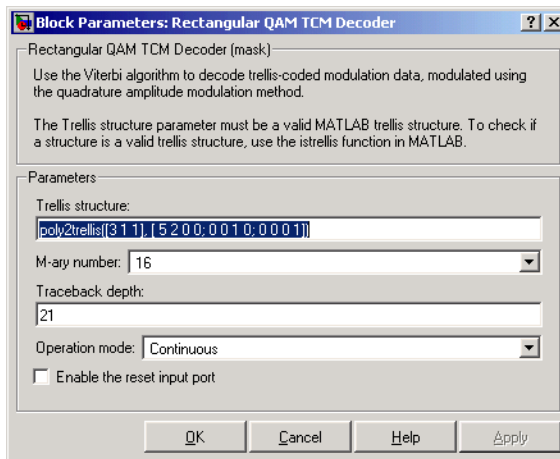 Block Parameters: Rectangular QAM TCM Decoder
Rectangular QAM TCM Decoder (mask)
Use the Viterbi algorithm to decode trellis-coded modulation data, modulated using
the quadrature amplitude modulation method.
The Trellis structure parameter must be a valid MATLAB trellis structure. To check if
a structure is a valid trellis structure, use the istrellis function in MATLAB.
Parameters
Trellis structure:
poly2trellis([3 1 1], [ 5 2 0 0; 0 0 1 0; 0 0 0 1])
M-ary number: 16
Traceback depth:
21
Operation mode: Continuous
Enable the reset input port
OK Cancel Help Apply